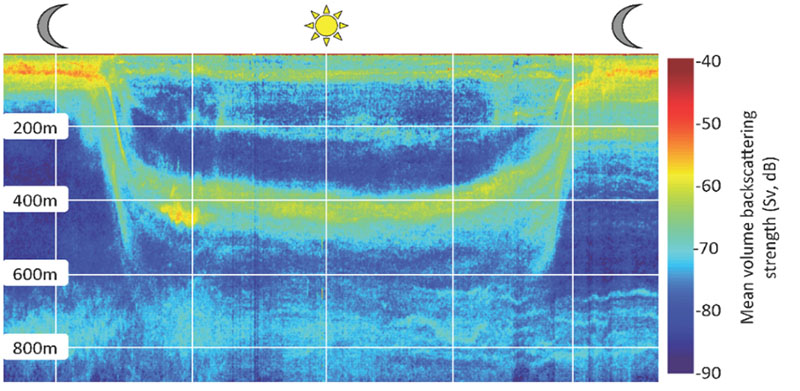 200m
400m
600m
800m
-40
-50
-60
-70
-80
-90
Mean volume backscattering
strength (Sv, dB)